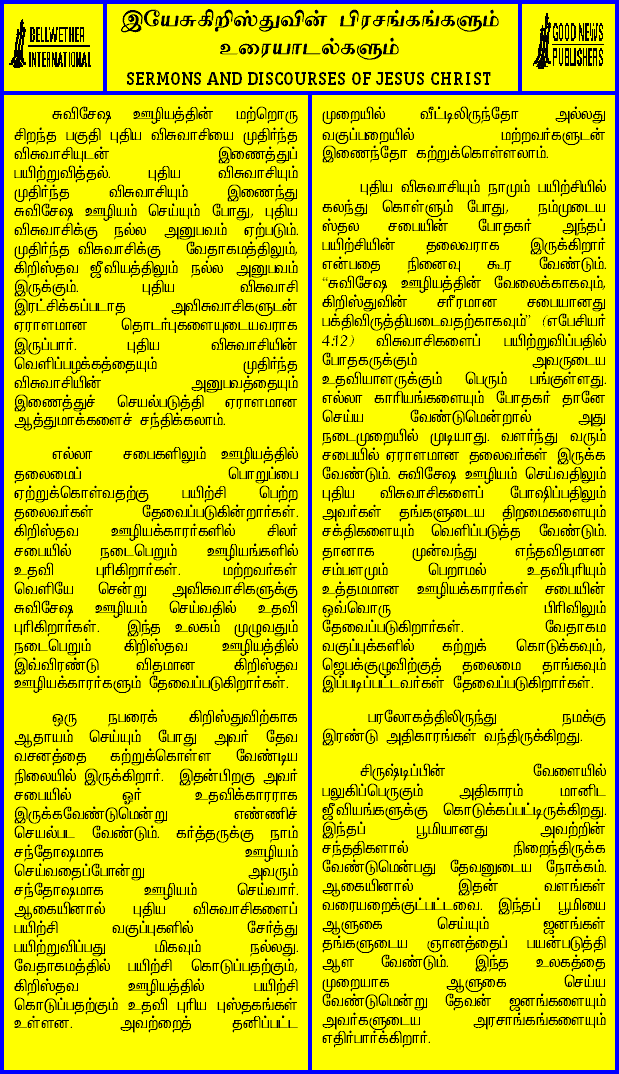 BELLWETHER
INTERNATIONAL
இயேசுகிறிஸ்துவின் பிரசங்கங்களும்
உரையாடல்களும்
SERMONS AND DISCOURSES OF JESUS CHRIST
GOOD NEWS
PUBLISHERS
சுவிசேஷ ஊழியத்தின் மற்றொரு
சிறந்த பகுதி புதிய விசுவாசியை முதிர்ந்த
விசுவாசியுடன் இணைத்துப்
பயிற்றுவித்தல். புதிய விசுவாசியும்
முதிர்ந்த விசுவாசியும் இணைந்து
சுவிசேஷ ஊழியம் செய்யும் போது, புதிய
விசுவாசிக்கு நல்ல அனுபவம் ஏற்படும்.
முதிர்ந்த விசுவாசிக்கு வேதாகமத்திலும்,
கிறிஸ்தவ ஜீவியத்திலும் நல்ல அனுபவம்
இருக்கும். புதிய விசுவாசி
இரட்சிக்கப்படாத அவிசுவாசிகளுடன்
ஏராளமான தொடர்புகளையுடையவராக
இருப்பார். புதிய விசுவாசியின்
வெளிப்பழக்கத்தையும் முதிர்ந்த
விசுவாசியின் அனுபவத்தையும்
இணைத்துச் செயல்படுத்தி ஏராளமான
ஆத்துமாக்களைச் சந்திக்கலாம்.
எல்லா சபைகளிலும் ஊழியத்தில்
தலைமைப் பொறுப்பை
ஏற்றுக்கொள்வதற்கு பயிற்சி பெற்ற
தலைவர்கள் தேவைப்படுகின்றார்கள்.
கிறிஸ்தவ ஊழியக்காரர்களில் சிலர்
சபையில் நடைபெறும் ஊழியங்களில்
உதவி புரிகிறார்கள். மற்றவர்கள்
வெளியே சென்று அவிசுவாசிகளுக்கு
சுவிசேஷ ஊழியம் செய்வதில் உதவி
புரிகிறார்கள். இந்த உலகம் முழுவதும்
நடைபெறும் கிறிஸ்தவ ஊழியத்தில்
இவ்விரண்டு விதமான கிறிஸ்தவ
ஊழியக்காரர்களும் தேவைப்படுகிறார்கள்.
ஒரு நபரைக் கிறிஸ்துவிற்காக
ஆதாயம் செய்யும் போது அவர் தேவ
வசனத்தை கற்றுக்கொள்ள வேண்டிய
நிலையில் இருக்கிறார். இதன்பிறகு அவர்
சபையில் ஓர் உதவிக்காரராக
இருக்கவேண்டுமென்று எண்ணிச்
செயல்பட வேண்டும். கர்த்தருக்கு நாம்
சந்தோஷமாக ஊழியம்
செய்வதைப்போன்று அவரும்
சந்தோஷமாக ஊழியம் செய்வார்.
ஆகையினால் புதிய விசுவாசிகளைப்
பயிற்சி வகுப்புகளில் சேர்த்து
பயிற்றுவிப்பது மிகவும் நல்லது.
வேதாகமத்தில் பயிற்சி கொடுப்பதற்கும்,
கிறிஸ்தவ ஊழியத்தில் பயிற்சி
கொடுப்பதற்கும் உதவி புரிய புஸ்தகங்கள்
உள்ளன. அவற்றைத் தனிப்பட்ட
முறையில் வீட்டிலிருந்தோ அல்லது
வகுப்பறையில் மற்றவர்களுடன்
இணைந்தோ கற்றுக்கொள்ளலாம்.
புதிய விசுவாசியும் நாமும் பயிற்சியில்
கலந்து கொள்ளும் போது, நம்முடைய
ஸ்தல சபையின் போதகர் அந்தப்
பயிற்சியின் தலைவராக இருக்கிறார்
என்பதை நினைவு கூர வேண்டும்.
“சுவிசேஷ ஊழியத்தின் வேலைக்காகவும்,
கிறிஸ்துவின் சரீரமான சபையானது
பக்திவிருத்தியடைவதற்காகவும்” (எபேசியர்
4:12) விசுவாசிகளைப் பயிற்றுவிப்பதில்
போதகருக்கும் அவருடைய
உதவியாளருக்கும் பெரும் பங்குள்ளது.
எல்லா காரியங்களையும் போதகர் தானே
செய்ய வேண்டுமென்றால் அது
நடைமுறையில் முடியாது. வளர்ந்து வரும்
சபையில் ஏராளமான தலைவர்கள் இருக்க
வேண்டும். சுவிசேஷ ஊழியம் செய்வதிலும்
புதிய விசுவாசிகளைப் போஷிப்பதிலும்
அவர்கள் தங்களுடைய திறமைகளையும்
சக்திகளையும் வெளிப்படுத்த வேண்டும்.
தானாக முன்வந்து எந்தவிதமான
சம்பளமும் பெறாமல் உதவிபுரியும்
உத்தமமான ஊழியக்காரர்கள் சபையின்
ஒவ்வொரு பிரிவிலும்
தேவைப்படுகிறார்கள். வேதாகம
வகுப்புக்களில் கற்றுக் கொடுக்கவும்,
ஜெபக்குழுவிற்குத் தலைமை தாங்கவும்
இப்படிப்பட்டவர்கள் தேவைப்படுகிறார்கள்.
பரலோகத்திலிருந்து நமக்கு
இரண்டு அதிகாரங்கள் வந்திருக்கிறது.
சிருஷ்டிப்பின் வேளையில்
பலுகிப்பெருகும் அதிகாரம் மானிட
ஜீவியங்களுக்கு கொடுக்கப்பட்டிருக்கிறது.
இந்தப் பூமியானது அவற்றின்
சந்ததிகளால் நிறைந்திருக்க
வேண்டுமென்பது தேவனுடைய நோக்கம்.
ஆகையினால் இதன் வளங்கள்
வரையறைக்குட்பட்டவை. இந்தப் பூமியை
ஆளுகை செய்யும் ஜனங்கள்
தங்களுடைய ஞானத்தைப் பயன்படுத்தி
ஆள வேண்டும். இந்த உலகத்தை
முறையாக ஆளுகை செய்ய
வேண்டுமென்று தேவன் ஜனங்களையும்
அவர்களுடைய அரசாங்கங்களையும்
எதிர்பார்க்கிறார்.